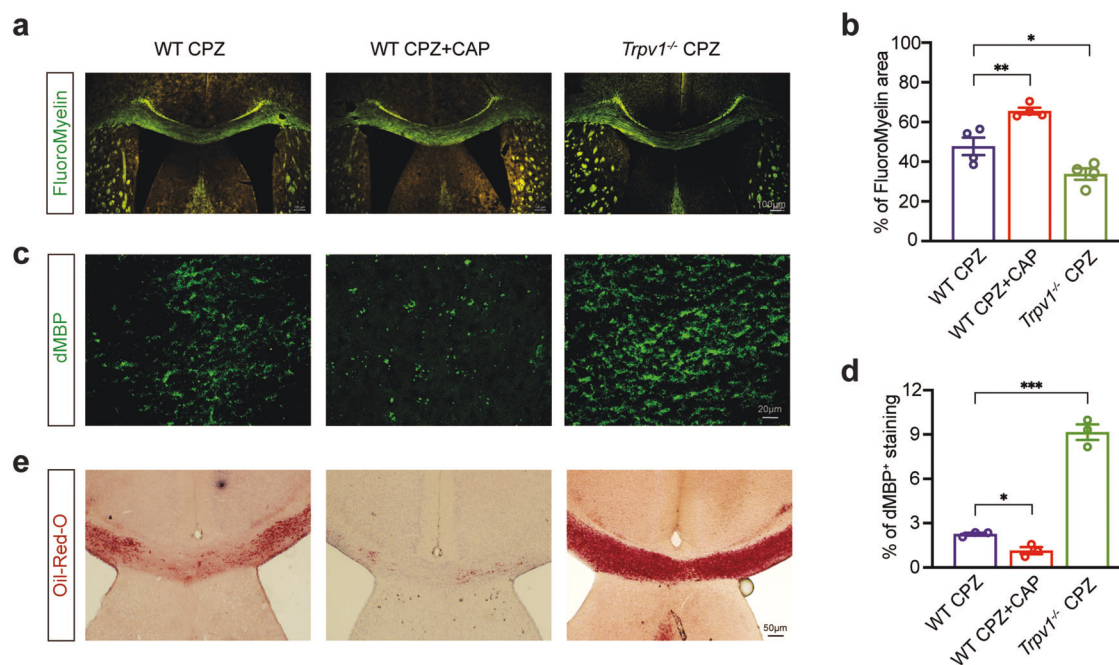 a
WT CPZ
WT CPZ+CAP
Trpv1-/- CPZ
FluoroMyelin
100μm
b
% of FluoroMyelin area
100
80
60
40
20
0
*
**
WT CPZ
WT CPZ+CAP
Trpv1-/- CPZ
c
dMBP
20μm
d
% of dMBP+ staining
12
9
6
3
0
***
*
WT CPZ
WT CPZ+CAP
Trpv1-/- CPZ
e
Oil-Red-O
50μm